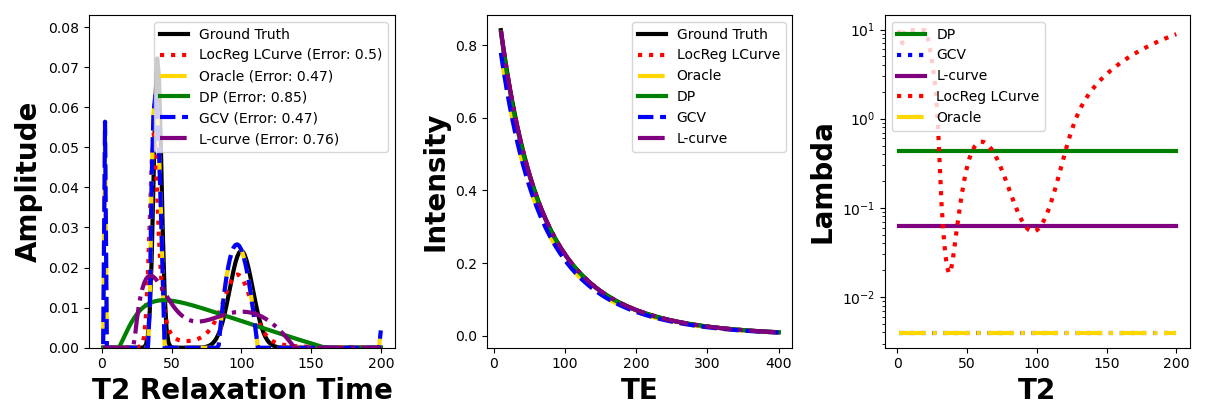 0.08
0.07
0.06
0.05
0.04
0.03
0.02
0.01
0.00
Amplitude
0
50
100
150
200
T2 Relaxation Time
Ground Truth
LocReg LCurve (Error: 0.5)
Oracle (Error: 0.47)
DP (Error: 0.85)
GCV (Error: 0.47)
L-curve (Error: 0.76)
0.8
0.6
0.4
0.2
0.0
Intensity
0
100
200
300
400
TE
Ground Truth
LocReg LCurve
Oracle
DP
GCV
L-curve
10¹
10⁰
10⁻¹
10⁻²
Lambda
0
50
100
150
200
T2
DP
GCV
L-curve
LocReg LCurve
Oracle